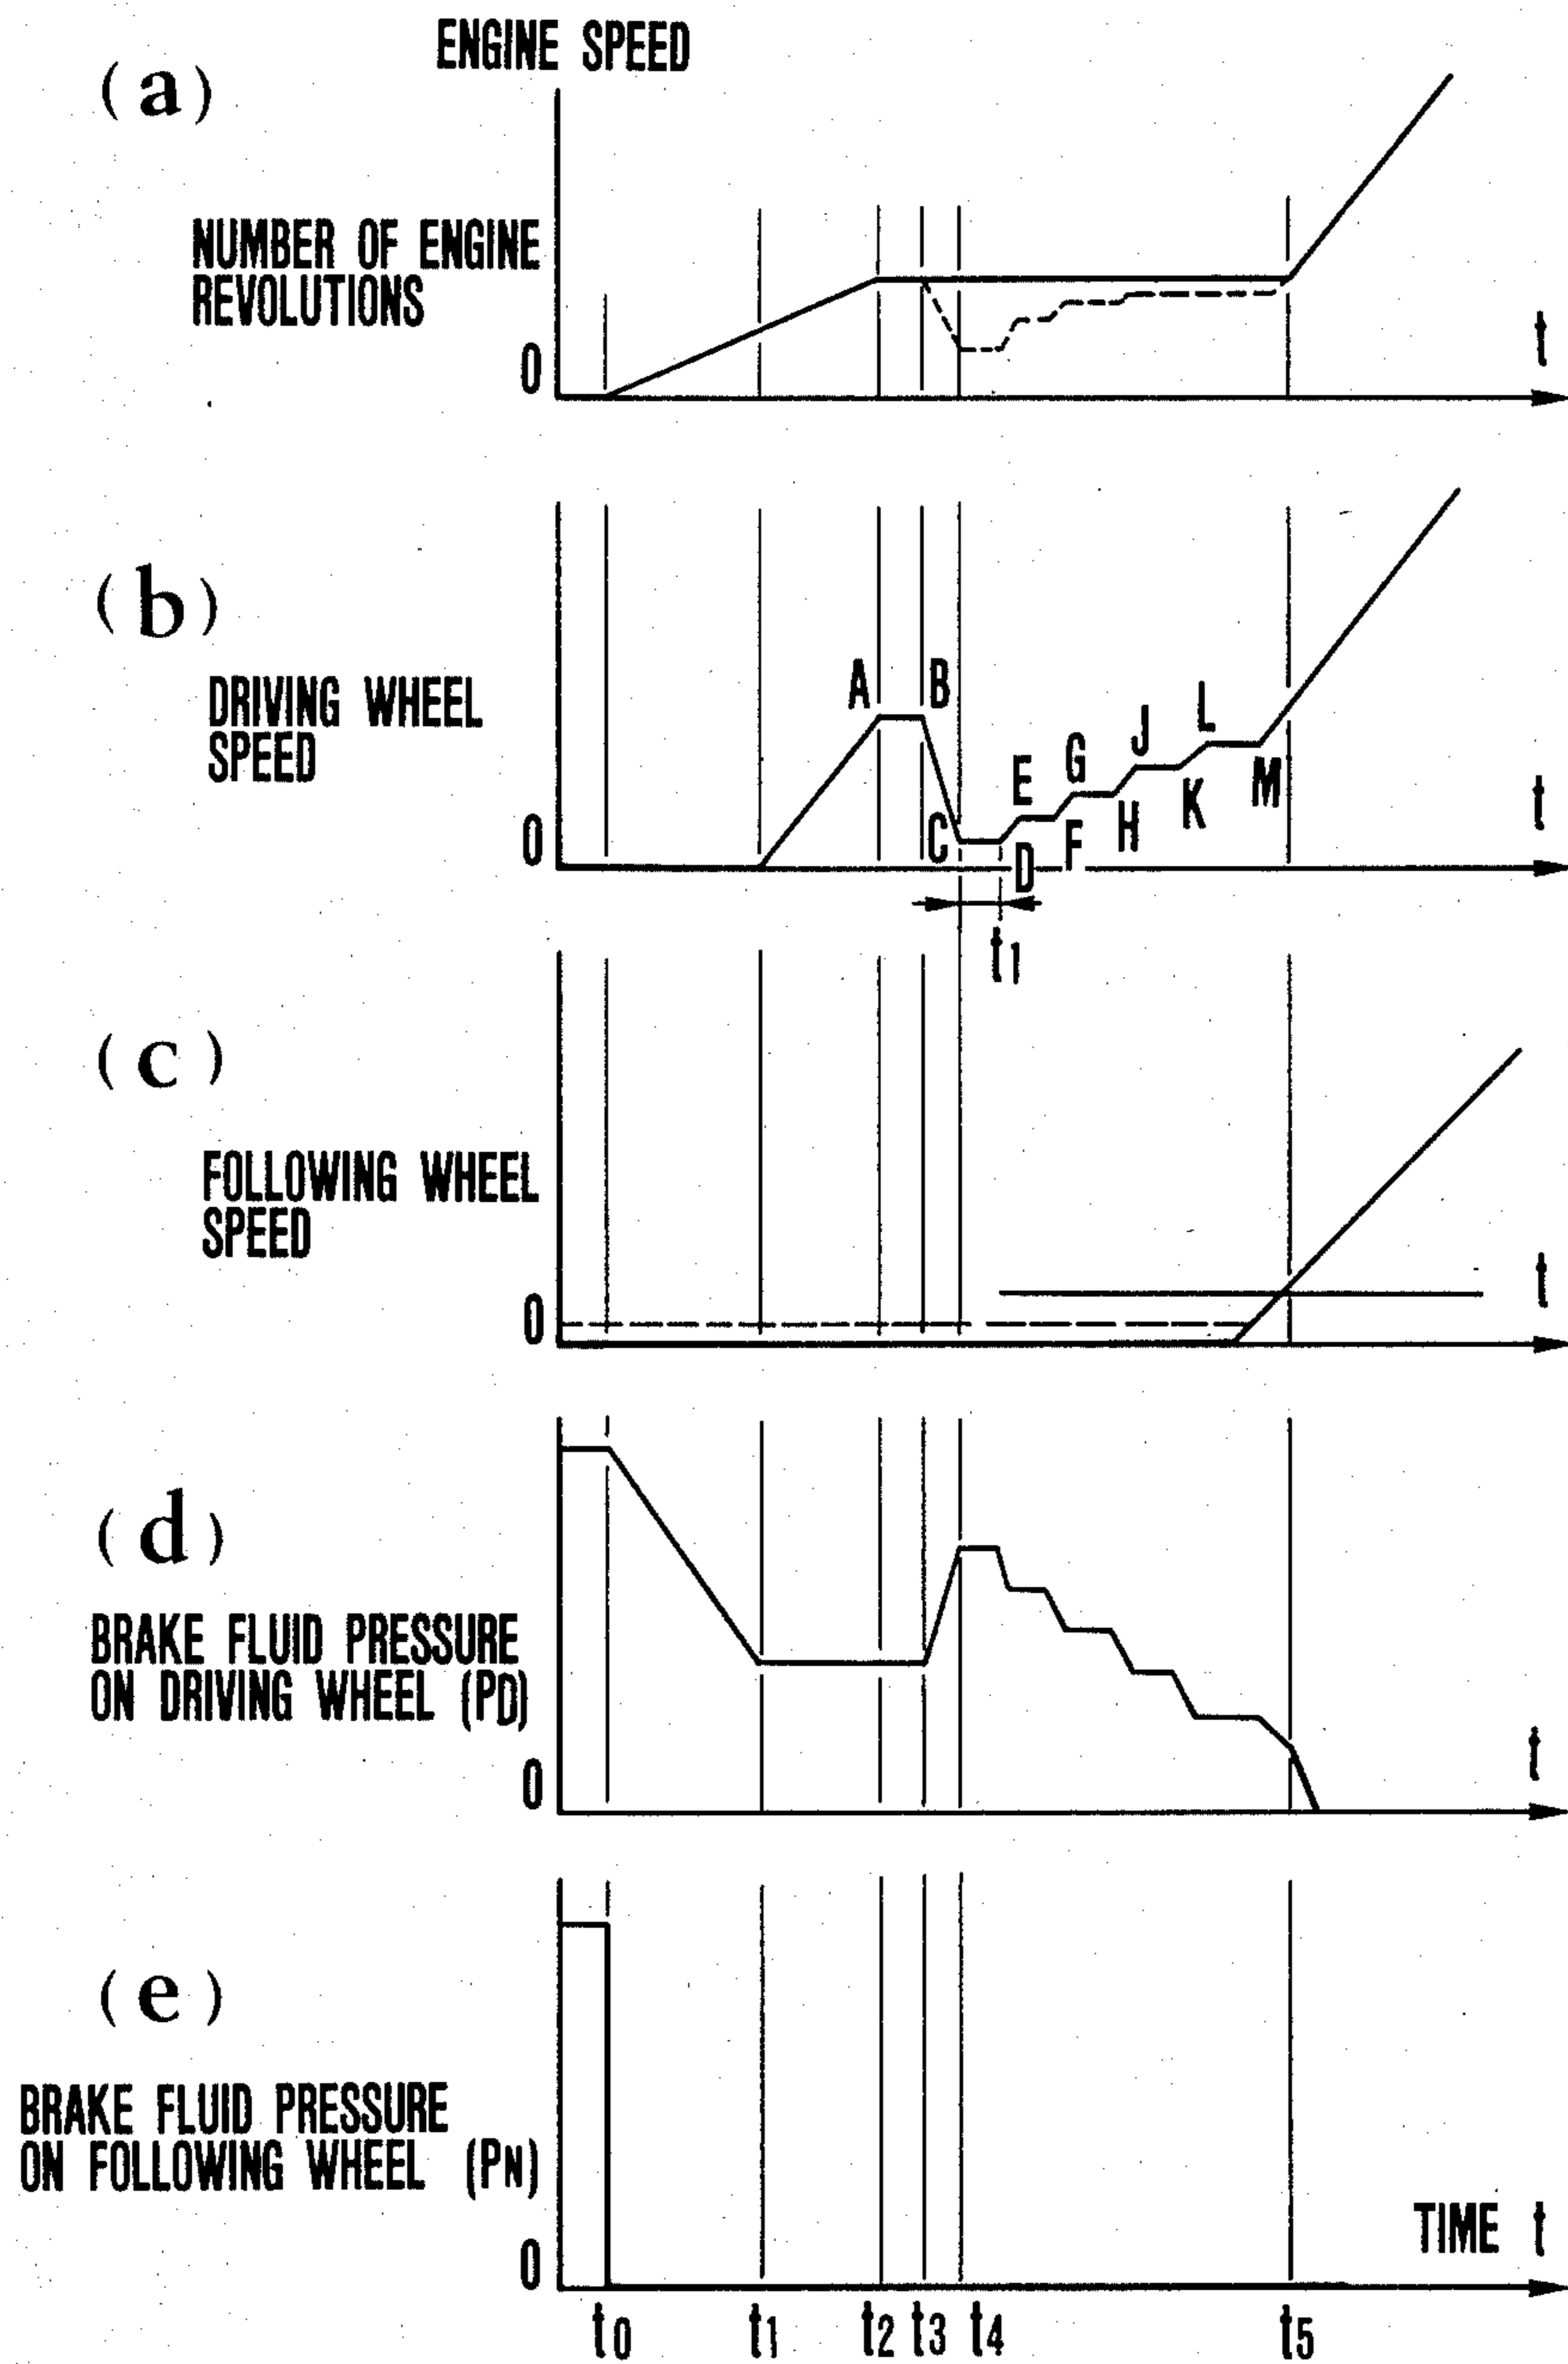 ENGINE SPEED
(a)
NUMBER OF ENGINE
REVOLUTIONS
0
t
(b)
DRIVING WHEEL
SPEED
A B
C D E F G H J K L M
0
t
t1
(c)
FOLLOWING WHEEL
SPEED
0
t
(d)
BRAKE FLUID PRESSURE
ON DRIVING WHEEL (PD)
0
t
(e)
BRAKE FLUID PRESSURE
ON FOLLOWING WHEEL (PN)
0
TIME t
t0 t1 t2 t3 t4 t5